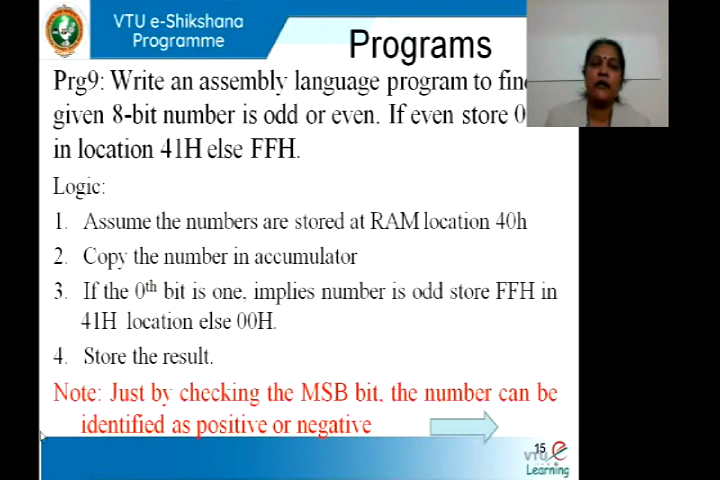 VTU e-Shikshana
Programme
Programs
Prg9: Write an assembly language program to
given 8-bit number is odd or even. If even store
in location 41H else FFH.
Logic:
1. Assume the numbers are stored at RAM location 40h
2. Copy the number in accumulator
3. If the 0th bit is one, implies number is odd store FFH in
41H location else 00H.
4. Store the result.
Note: Just by checking the MSB bit, the number can be
identified as positive or negative
15
VTU e
Learning